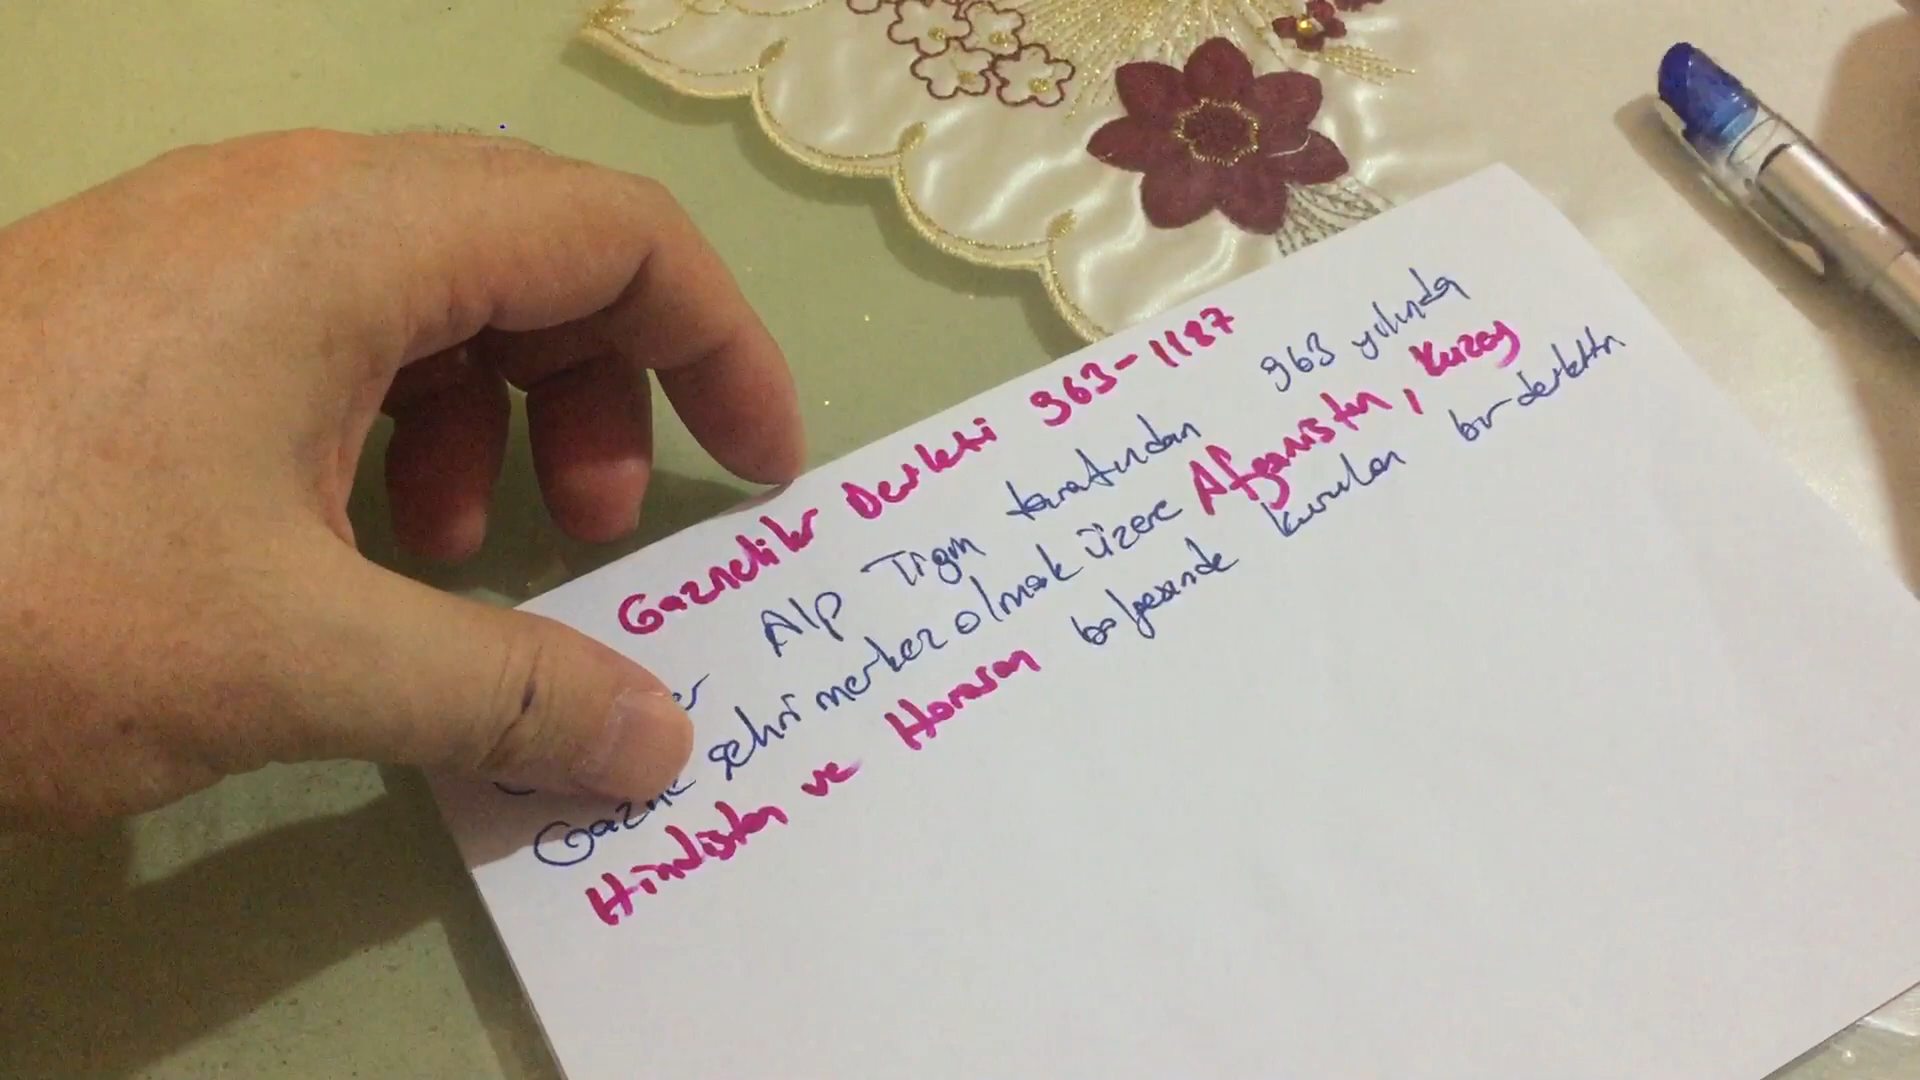 Gazneliler Devleti 963-1187
Alp Tigin tarafından 963 yılında
Gazne şehri merkez olmak üzere Afganistan, Kuzey
Hindistan ve Horasan bölgesinde kurulan bir devlettir